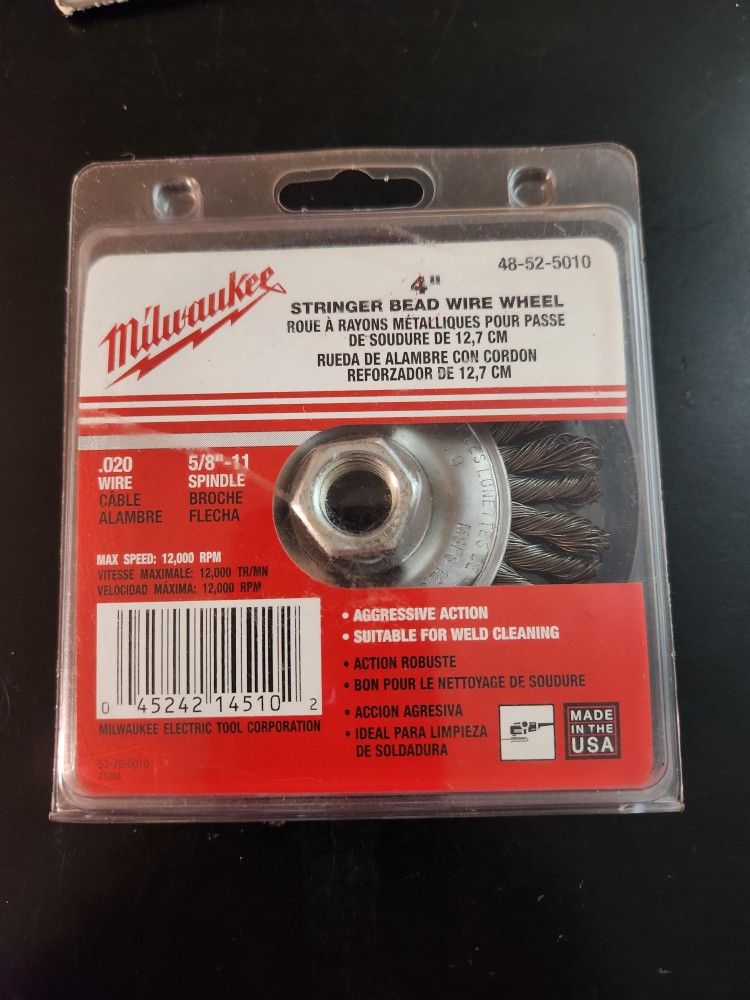 Milwaukee
48-52-5010
4"
STRINGER BEAD WIRE WHEEL
ROUE À RAYONS MÉTALLIQUES POUR PASSE
DE SOUDURE DE 12,7 CM
RUEDA DE ALAMBRE CON CORDON
REFORZADOR DE 12,7 CM
.020
WIRE
CÂBLE
ALAMBRE
5/8"-11
SPINDLE
BROCHE
FLECHA
LUNETTES DE
MAX SPEED: 12,000 RPM
VITESSE MAXIMALE: 12,000 TR/MN
VELOCIDAD MÁXIMA: 12,000 RPM
• AGGRESSIVE ACTION
• SUITABLE FOR WELD CLEANING
• ACTION ROBUSTE
• BON POUR LE NETTOYAGE DE SOUDURE
• ACCION AGRESIVA
• IDEAL PARA LIMPIEZA
DE SOLDADURA
0 45242 14510 2
MILWAUKEE ELECTRIC TOOL CORPORATION
MADE
IN THE
USA